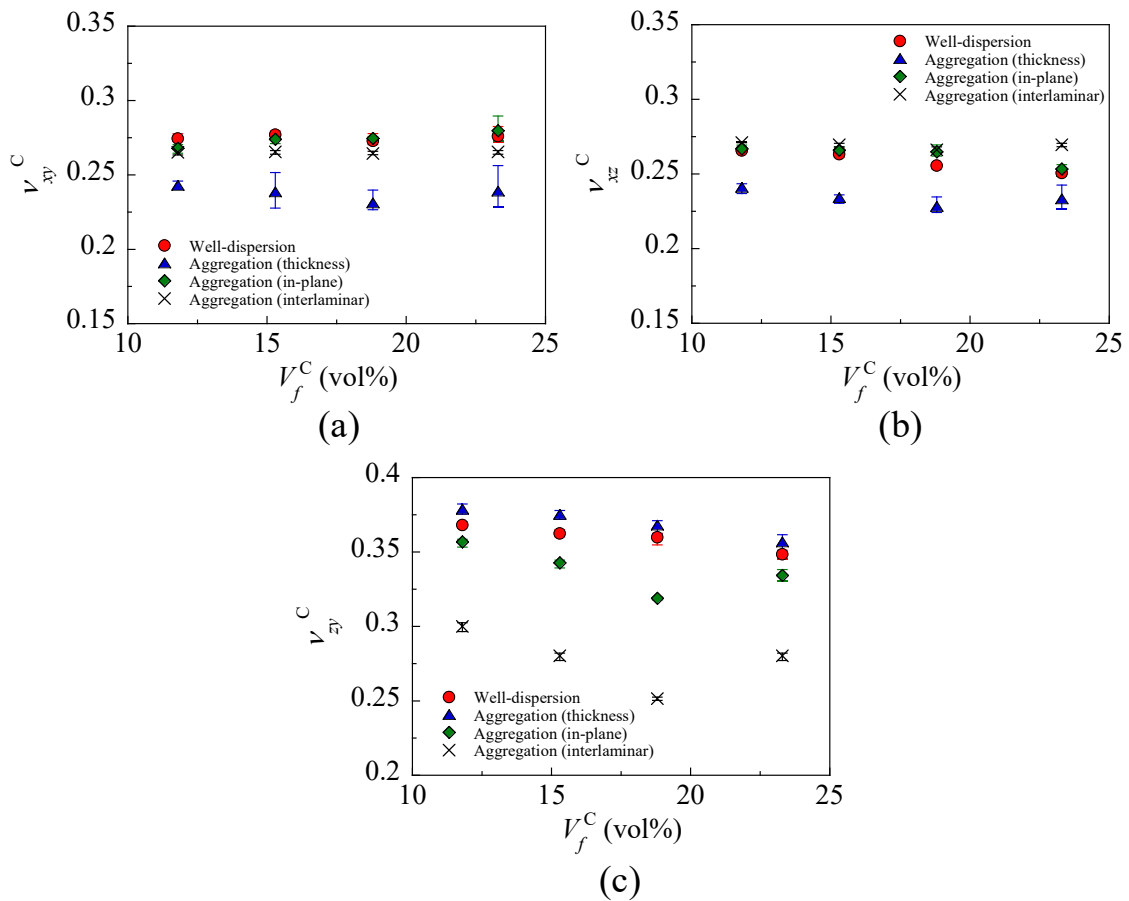 0.35
0.3
0.25
0.2
0.15
ν_xy^C
Well-dispersion
Aggregation (thickness)
Aggregation (in-plane)
Aggregation (interlaminar)
10 15 20 25
V_f^C (vol%)
(a)
0.35
0.3
0.25
0.2
0.15
ν_xz^C
Well-dispersion
Aggregation (thickness)
Aggregation (in-plane)
Aggregation (interlaminar)
10 15 20 25
V_f^C (vol%)
(b)
0.4
0.35
0.3
0.25
0.2
ν_zy^C
Well-dispersion
Aggregation (thickness)
Aggregation (in-plane)
Aggregation (interlaminar)
10 15 20 25
V_f^C (vol%)
(c)